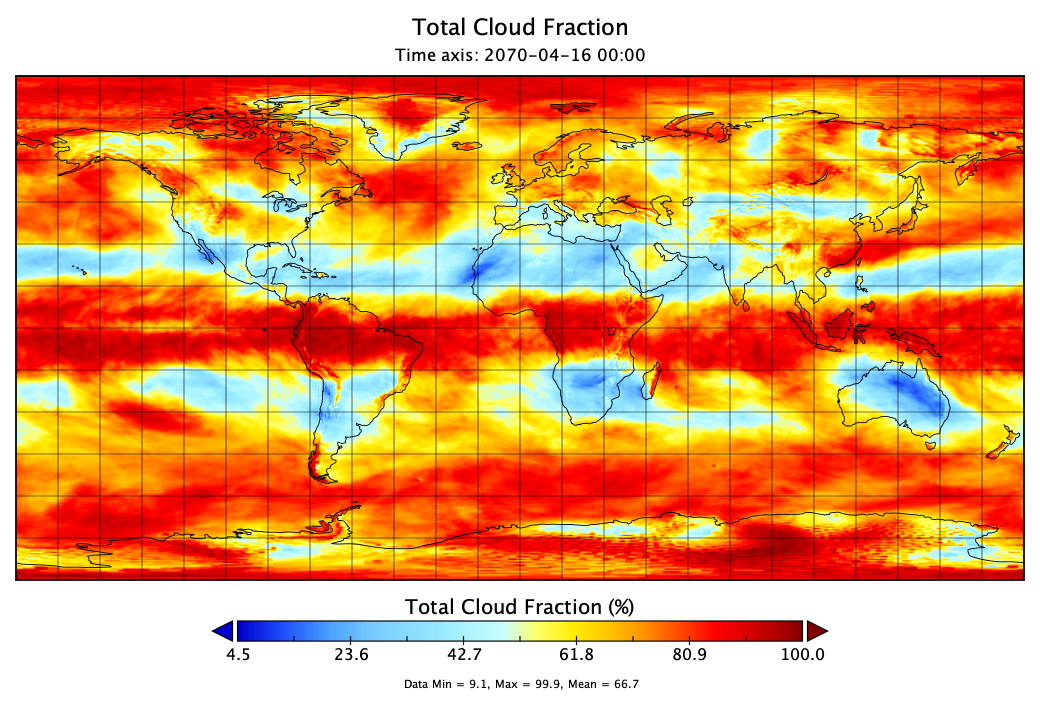 Total Cloud Fraction
Time axis: 2070-04-16 00:00
Total Cloud Fraction (%)
4.5 23.6 42.7 61.8 80.9 100.0
Data Min = 9.1, Max = 99.9, Mean = 66.7